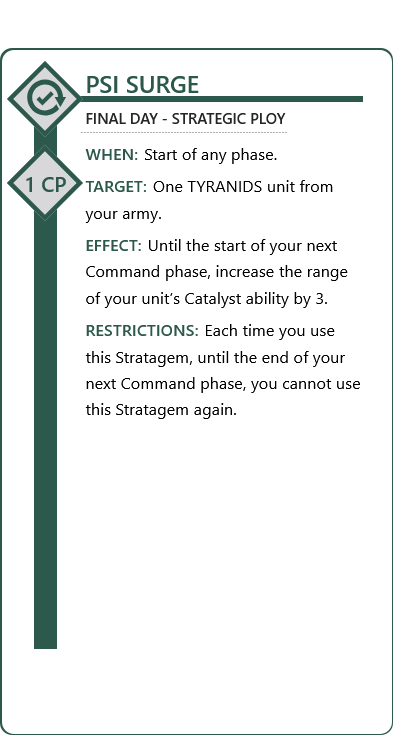 PSI SURGE
FINAL DAY - STRATEGIC PLOY
WHEN: Start of any phase.
1 CP
TARGET: One TYRANIDS unit from
your army.
EFFECT: Until the start of your next
Command phase, increase the range
of your unit’s Catalyst ability by 3.
RESTRICTIONS: Each time you use
this Stratagem, until the end of your
next Command phase, you cannot use
this Stratagem again.